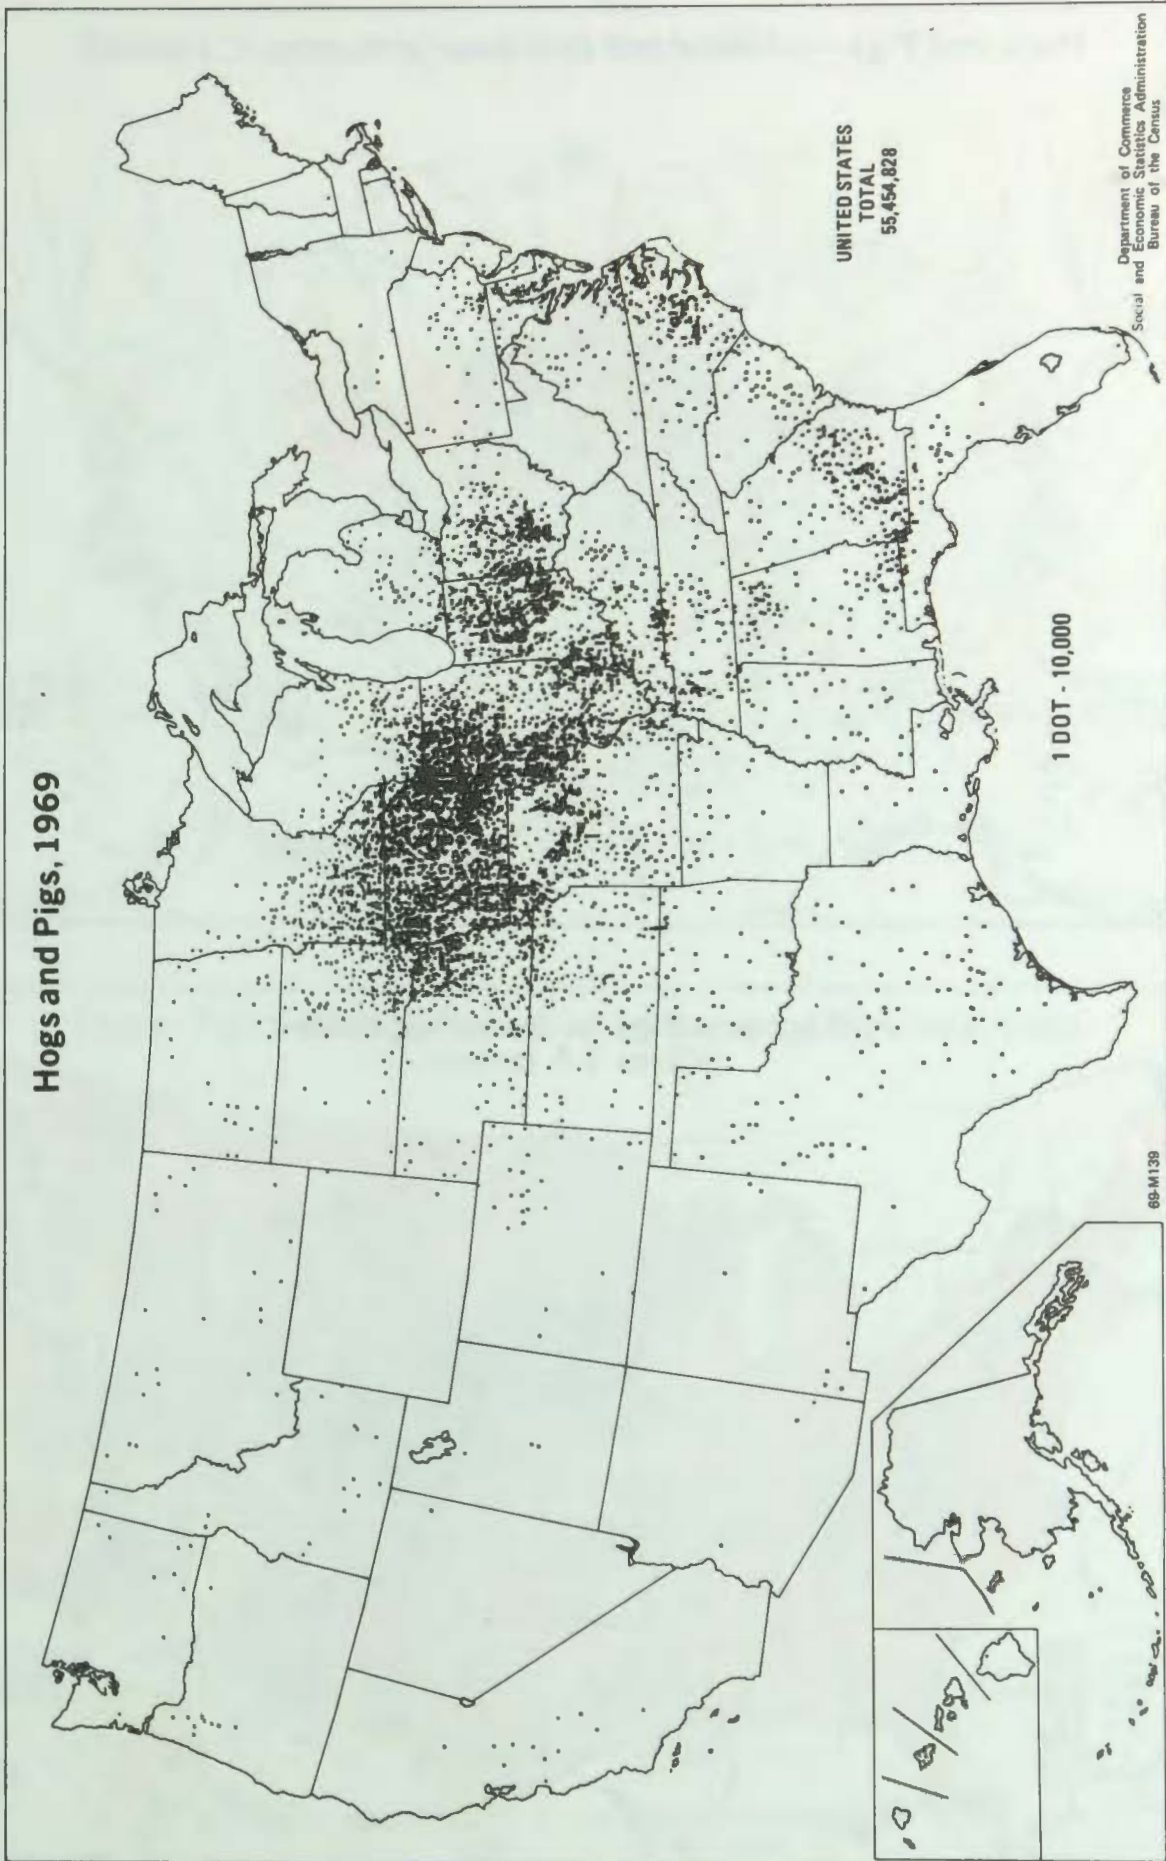 Hogs and Pigs, 1969
UNITED STATES
TOTAL
55,454,828
1 DOT - 10,000
69-M139
Department of Commerce
Social and Economic Statistics Administration
Bureau of the Census